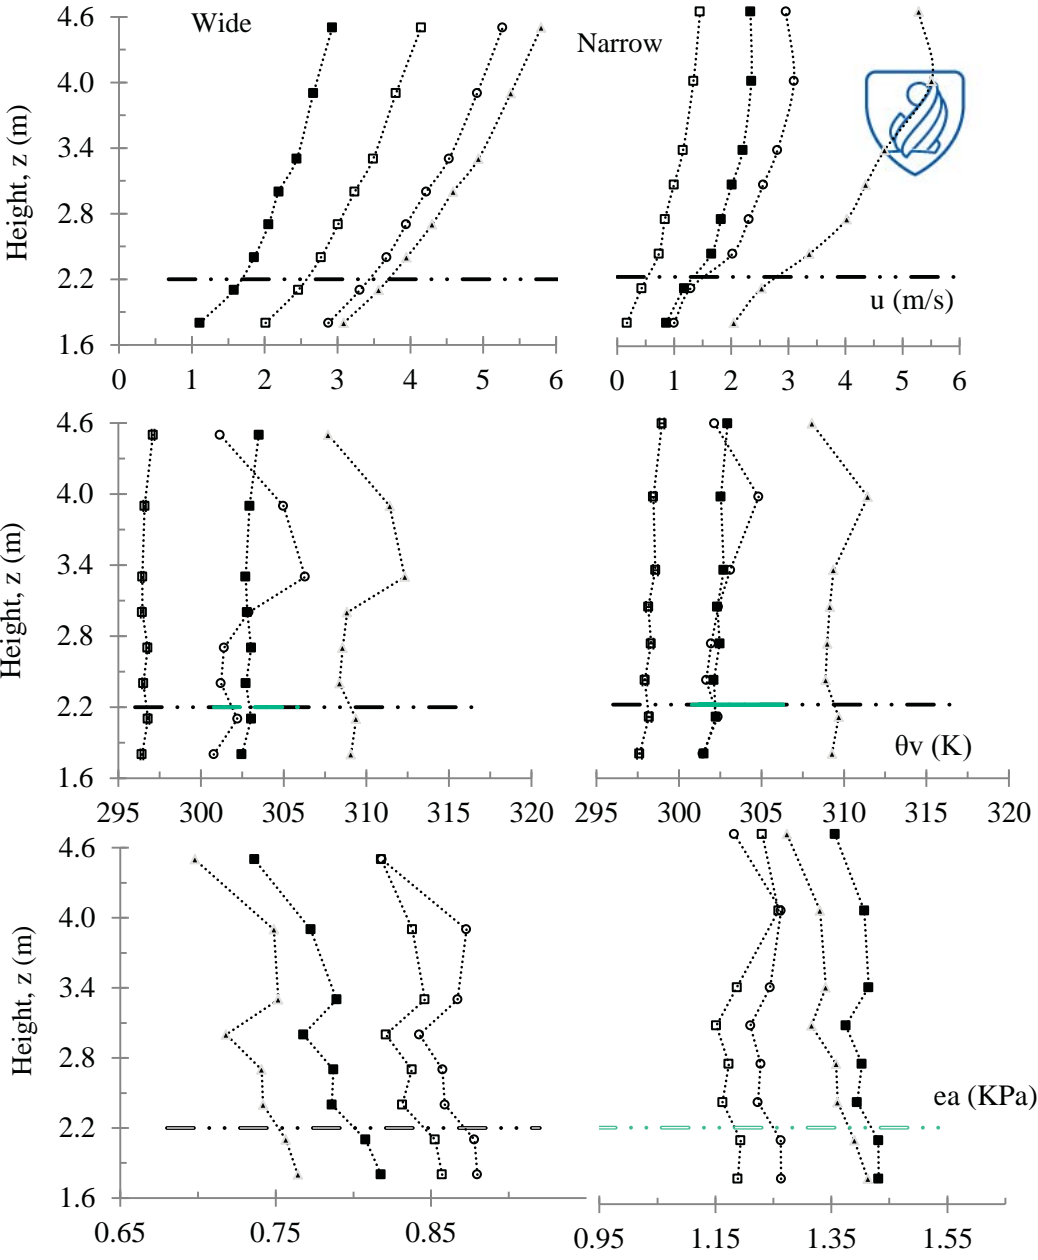 Wide
Narrow
Height, z (m)
4.6
4.0
3.4
2.8
2.2
1.6
0 1 2 3 4 5 6
u (m/s)
0 1 2 3 4 5 6
Height, z (m)
4.6
4.0
3.4
2.8
2.2
1.6
295 300 305 310 315 320
θv (K)
295 300 305 310 315 320
Height, z (m)
4.6
4.0
3.4
2.8
2.2
1.6
0.65 0.75 0.85
ea (KPa)
0.95 1.15 1.35 1.55